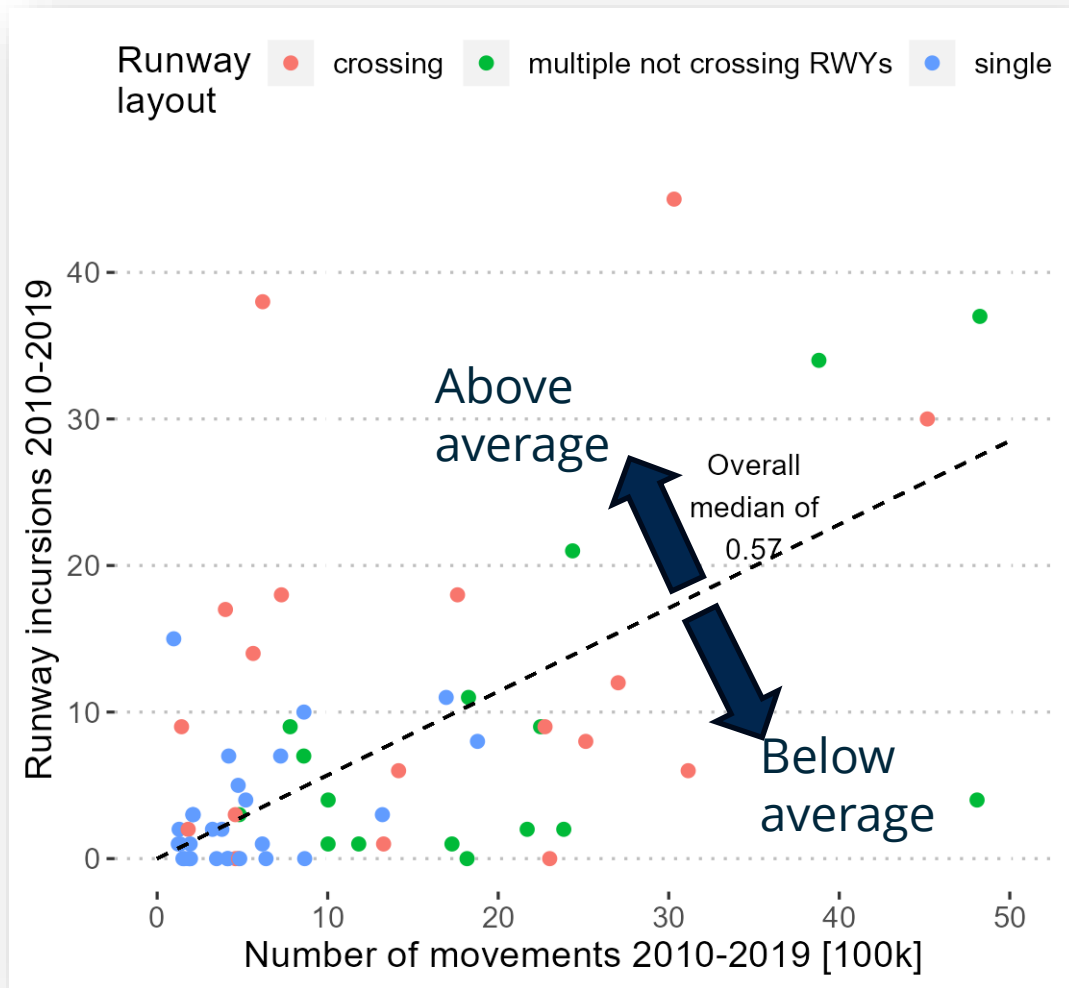 Runway
layout
crossing
multiple not crossing RWYs
single
Runway incursions 2010-2019
40
30
20
10
0
Above
average
Overall
median of
0.57
Below
average
0
10
20
30
40
50
Number of movements 2010-2019 [100k]